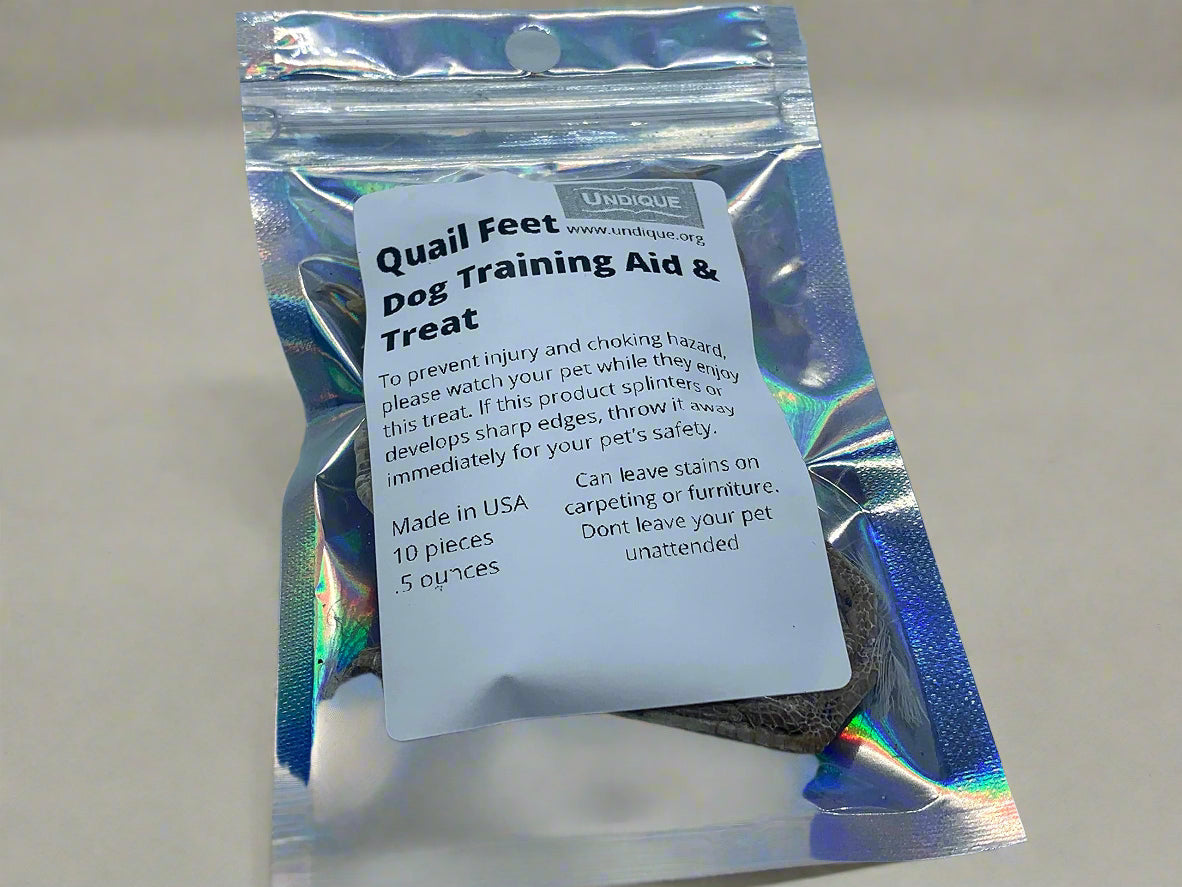 UNDIQUE
Quail Feet www.undique.org
Dog Training Aid &
Treat
To prevent injury and choking hazard,
please watch your pet while they enjoy
this treat. If this product splinters or
develops sharp edges, throw it away
immediately for your pet's safety.
Made in USA
10 pieces
.5 ounces
Can leave stains on
carpeting or furniture.
Dont leave your pet
unattended